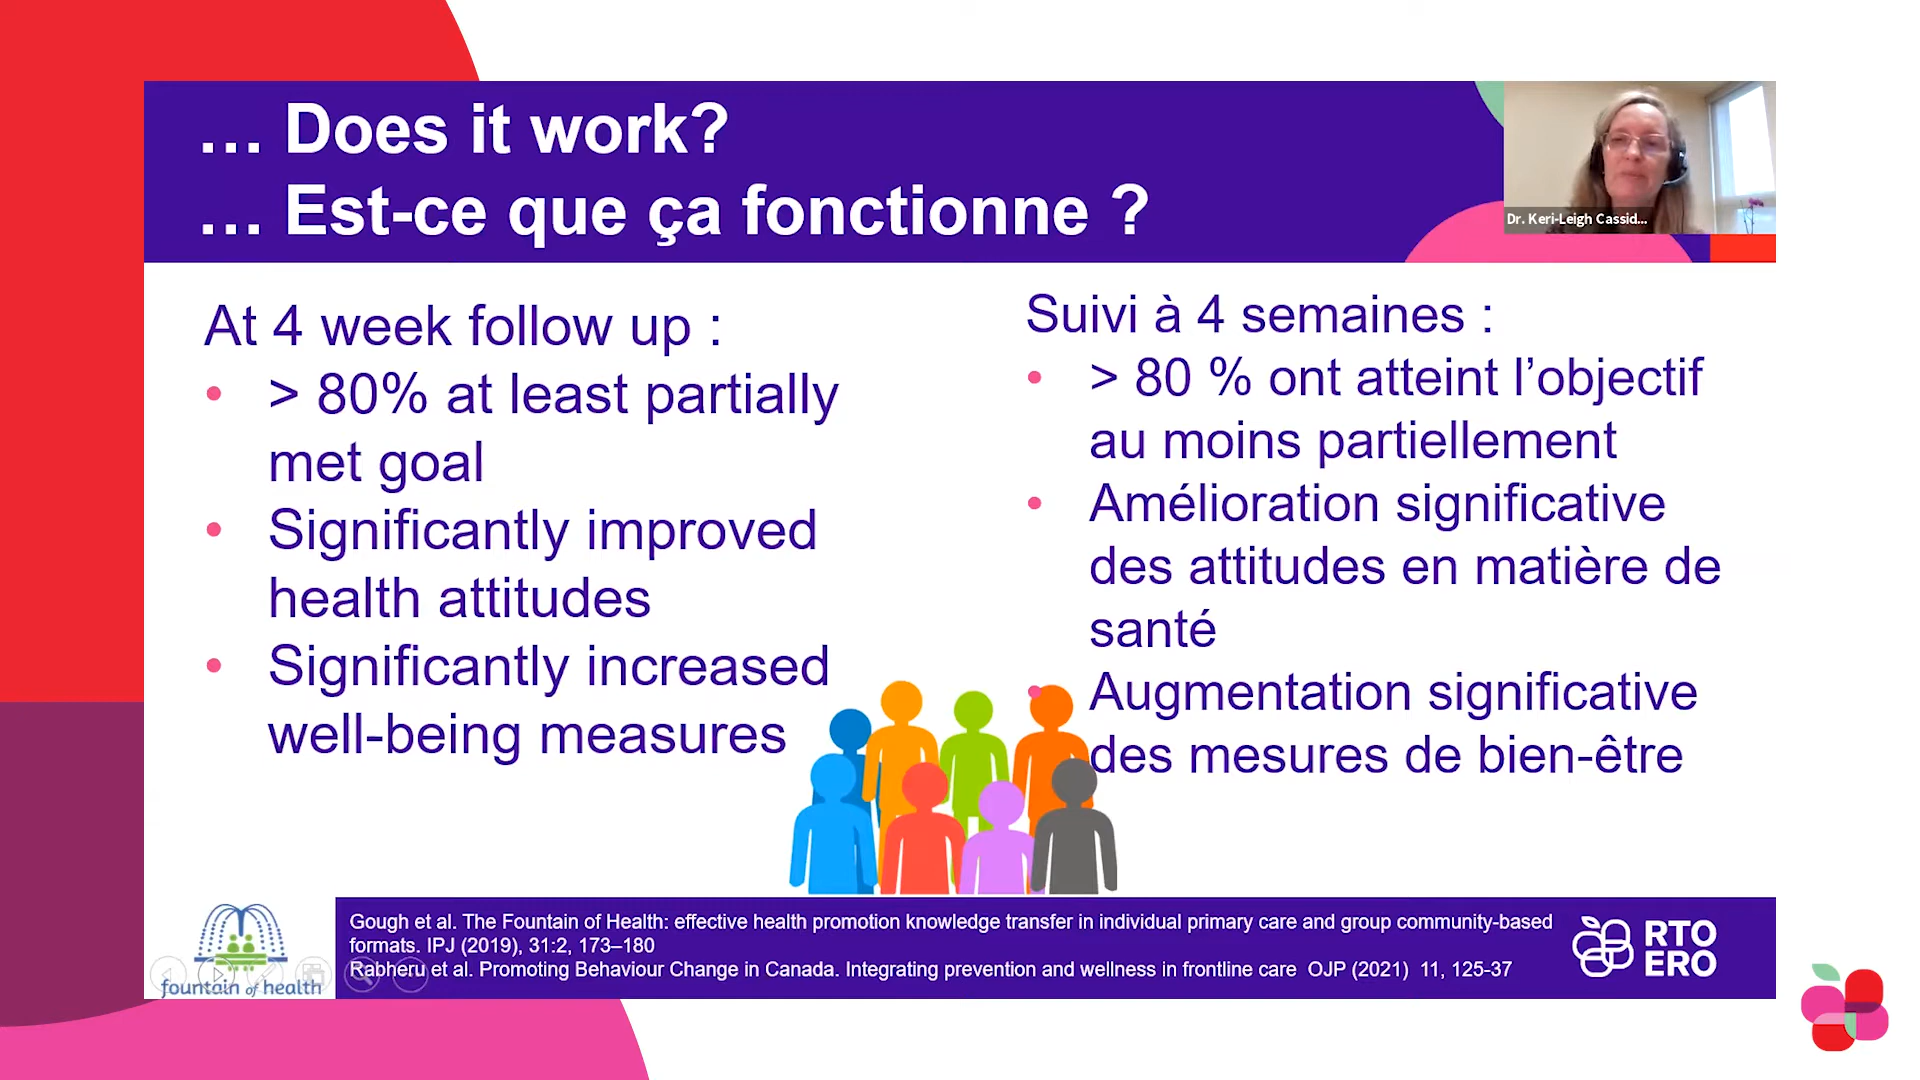 … Does it work?
… Est-ce que ça fonctionne ?
Dr. Keri-Leigh Cassid...
At 4 week follow up :
• > 80% at least partially
met goal
• Significantly improved
health attitudes
• Significantly increased
well-being measures
Suivi à 4 semaines :
• > 80 % ont atteint l’objectif
au moins partiellement
• Amélioration significative
des attitudes en matière de
santé
• Augmentation significative
des mesures de bien-être
fountain of health
Gough et al. The Fountain of Health: effective health promotion knowledge transfer in individual primary care and group community-based
formats. IPJ (2019), 31:2, 173–180
Rabheru et al. Promoting Behaviour Change in Canada. Integrating prevention and wellness in frontline care OJP (2021) 11, 125-37
RTO
ERO